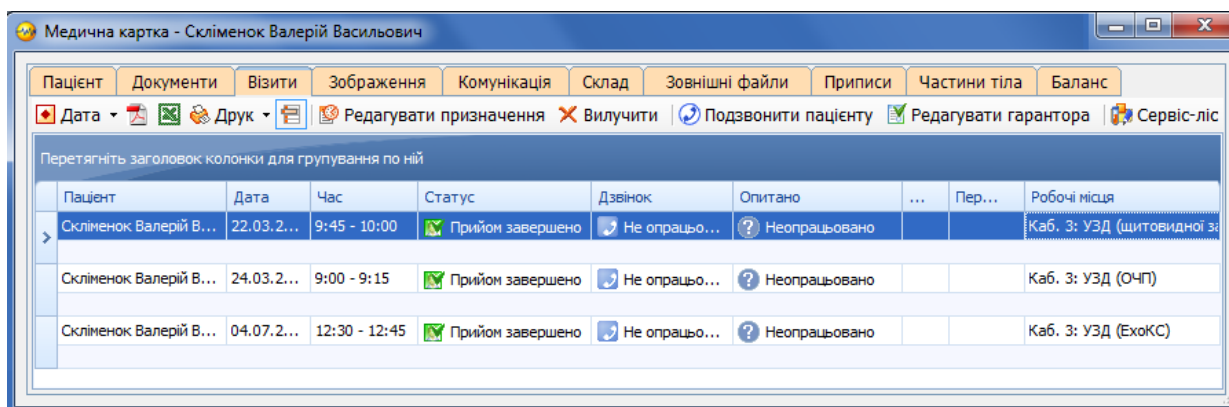 Медична картка - Скліменок Валерій Васильович
Пацієнт Документи Візити Зображення Комунікація Склад Зовнішні файли Приписи Частини тіла Баланс
Дата Друк Редагувати призначення Вилучити Подзвонити пацієнту Редагувати гарантора Сервіс-ліс
Перетягніть заголовок колонки для групування по ній
Пацієнт Дата Час Статус Дзвінок Опитано ... Пер... Робочі місця
Скліменок Валерій В... 22.03.2... 9:45 - 10:00 Прийом завершено Не опрацьо... Неопрацьовано Каб. 3: УЗД (щитовидної за
Скліменок Валерій В... 24.03.2... 9:00 - 9:15 Прийом завершено Не опрацьо... Неопрацьовано Каб. 3: УЗД (ОЧП)
Скліменок Валерій В... 04.07.2... 12:30 - 12:45 Прийом завершено Не опрацьо... Неопрацьовано Каб. 3: УЗД (ЕхоКС)